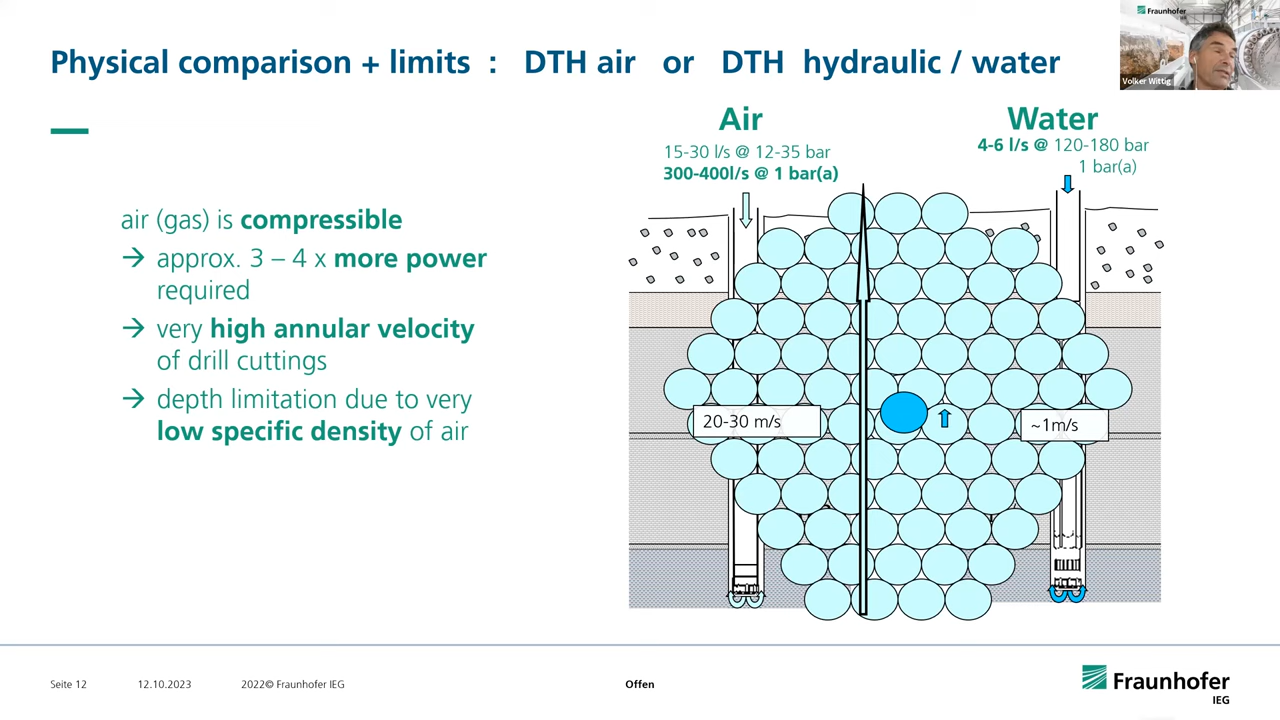 Physical comparison + limits : DTH air or DTH hydraulic / water
Fraunhofer
IEG
Volker Wittig
Air
15-30 l/s @ 12-35 bar
300-400l/s @ 1 bar(a)
Water
4-6 l/s @ 120-180 bar
1 bar(a)
air (gas) is compressible
→ approx. 3 – 4 x more power
required
→ very high annular velocity
of drill cuttings
→ depth limitation due to very
low specific density of air
20-30 m/s
~1m/s
Seite 12
12.10.2023
2022© Fraunhofer IEG
Offen
Fraunhofer
IEG